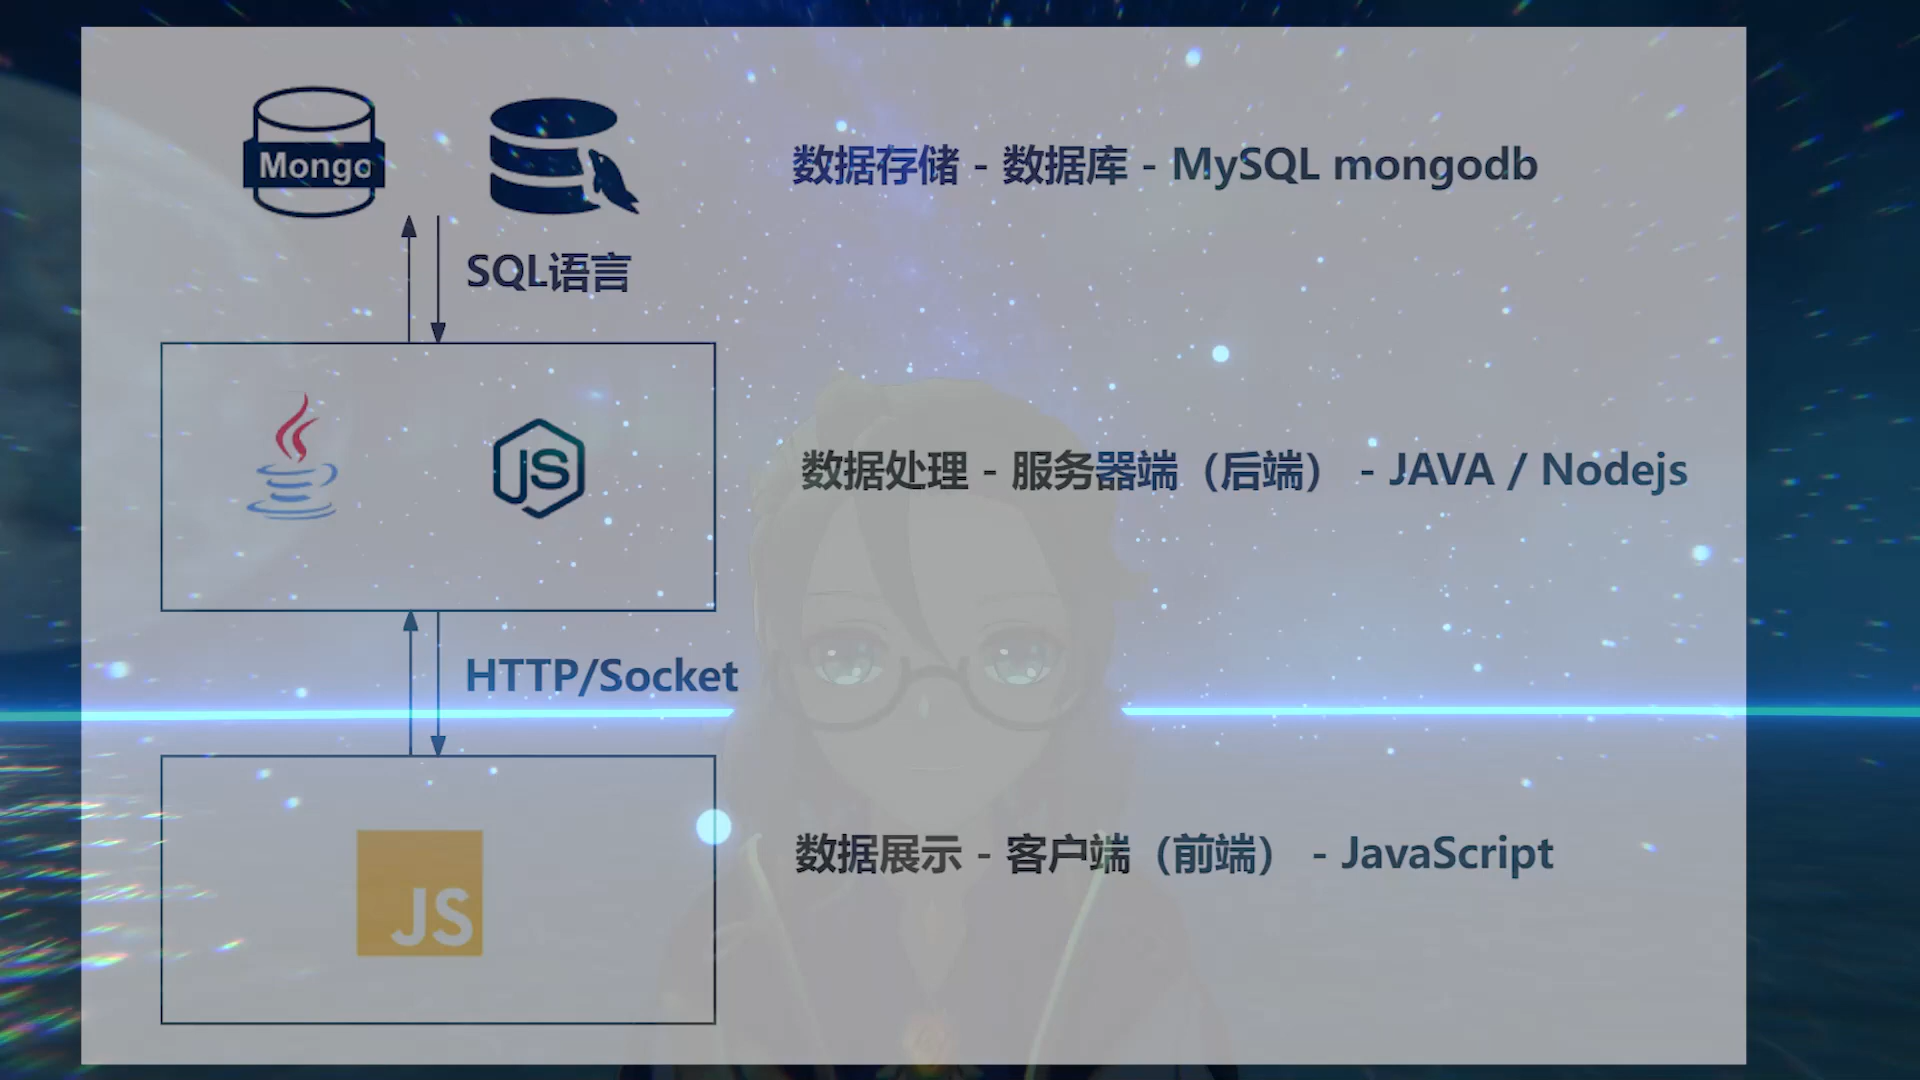 Mongo
数据存储 - 数据库 - MySQL mongodb
SQL语言
JS
数据处理 - 服务器端（后端） - JAVA / Nodejs
HTTP/Socket
数据展示 - 客户端（前端） - JavaScript
JS